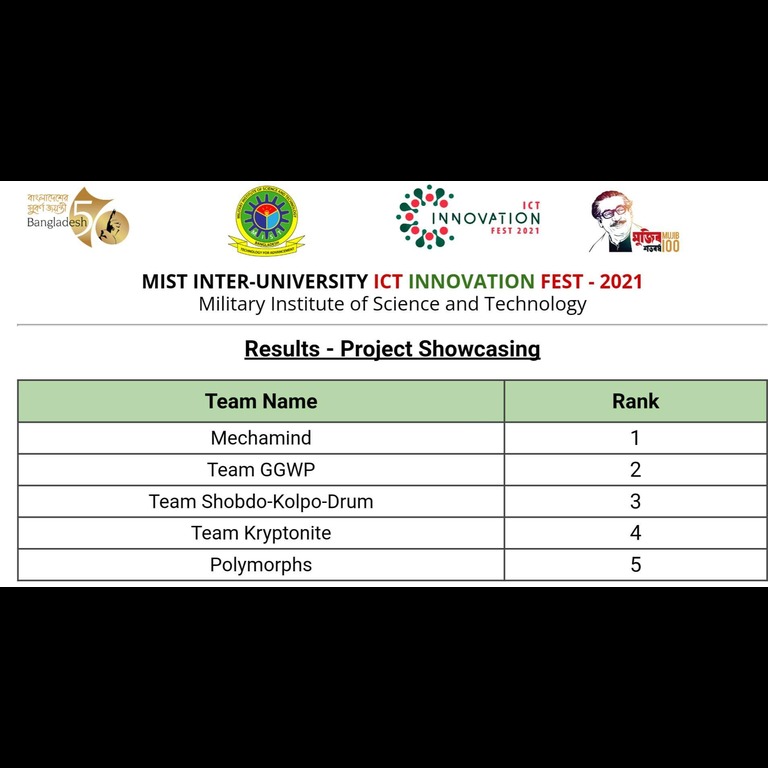 বাংলাদেশের
সুবর্ণ জয়ন্তী
Bangladesh 50
MILITARY INSTITUTE OF SCIENCE AND TECHNOLOGY
BANGLADESH
TECHNOLOGY FOR ADVANCEMENT
ICT
INNOVATION
FEST 2021
মুজিব
শতবর্ষ
MUJIB
100
MIST INTER-UNIVERSITY ICT INNOVATION FEST - 2021
Military Institute of Science and Technology
Results - Project Showcasing
Team Name Rank
Mechamind 1
Team GGWP 2
Team Shobdo-Kolpo-Drum 3
Team Kryptonite 4
Polymorphs 5